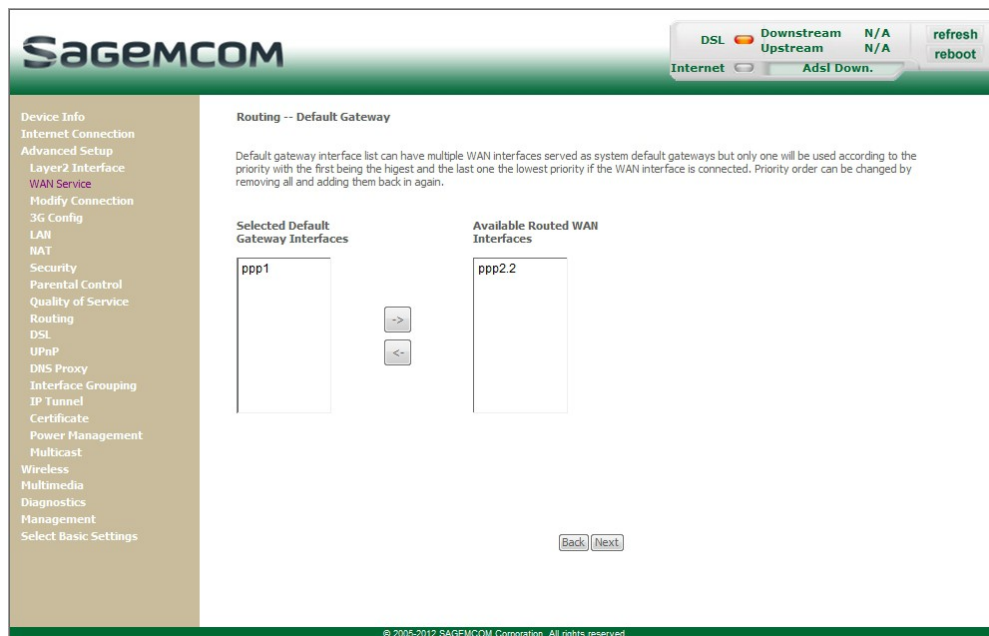 SAGEMCOM
DSL Downstream N/A
Upstream N/A
Internet Adsl Down.
refresh
reboot
Device Info
Internet Connection
Advanced Setup
Layer2 Interface
WAN Service
Modify Connection
3G Config
LAN
NAT
Security
Parental Control
Quality of Service
Routing
DSL
UPnP
DNS Proxy
Interface Grouping
IP Tunnel
Certificate
Power Management
Multicast
Wireless
Multimedia
Diagnostics
Management
Select Basic Settings
Routing -- Default Gateway
Default gateway interface list can have multiple WAN interfaces served as system default gateways but only one will be used according to the
priority with the first being the higest and the last one the lowest priority if the WAN interface is connected. Priority order can be changed by
removing all and adding them back in again.
Selected Default
Gateway Interfaces
ppp1
->
<-
Available Routed WAN
Interfaces
ppp2.2
Back Next
© 2005-2012 SAGEMCOM Corporation. All rights reserved.